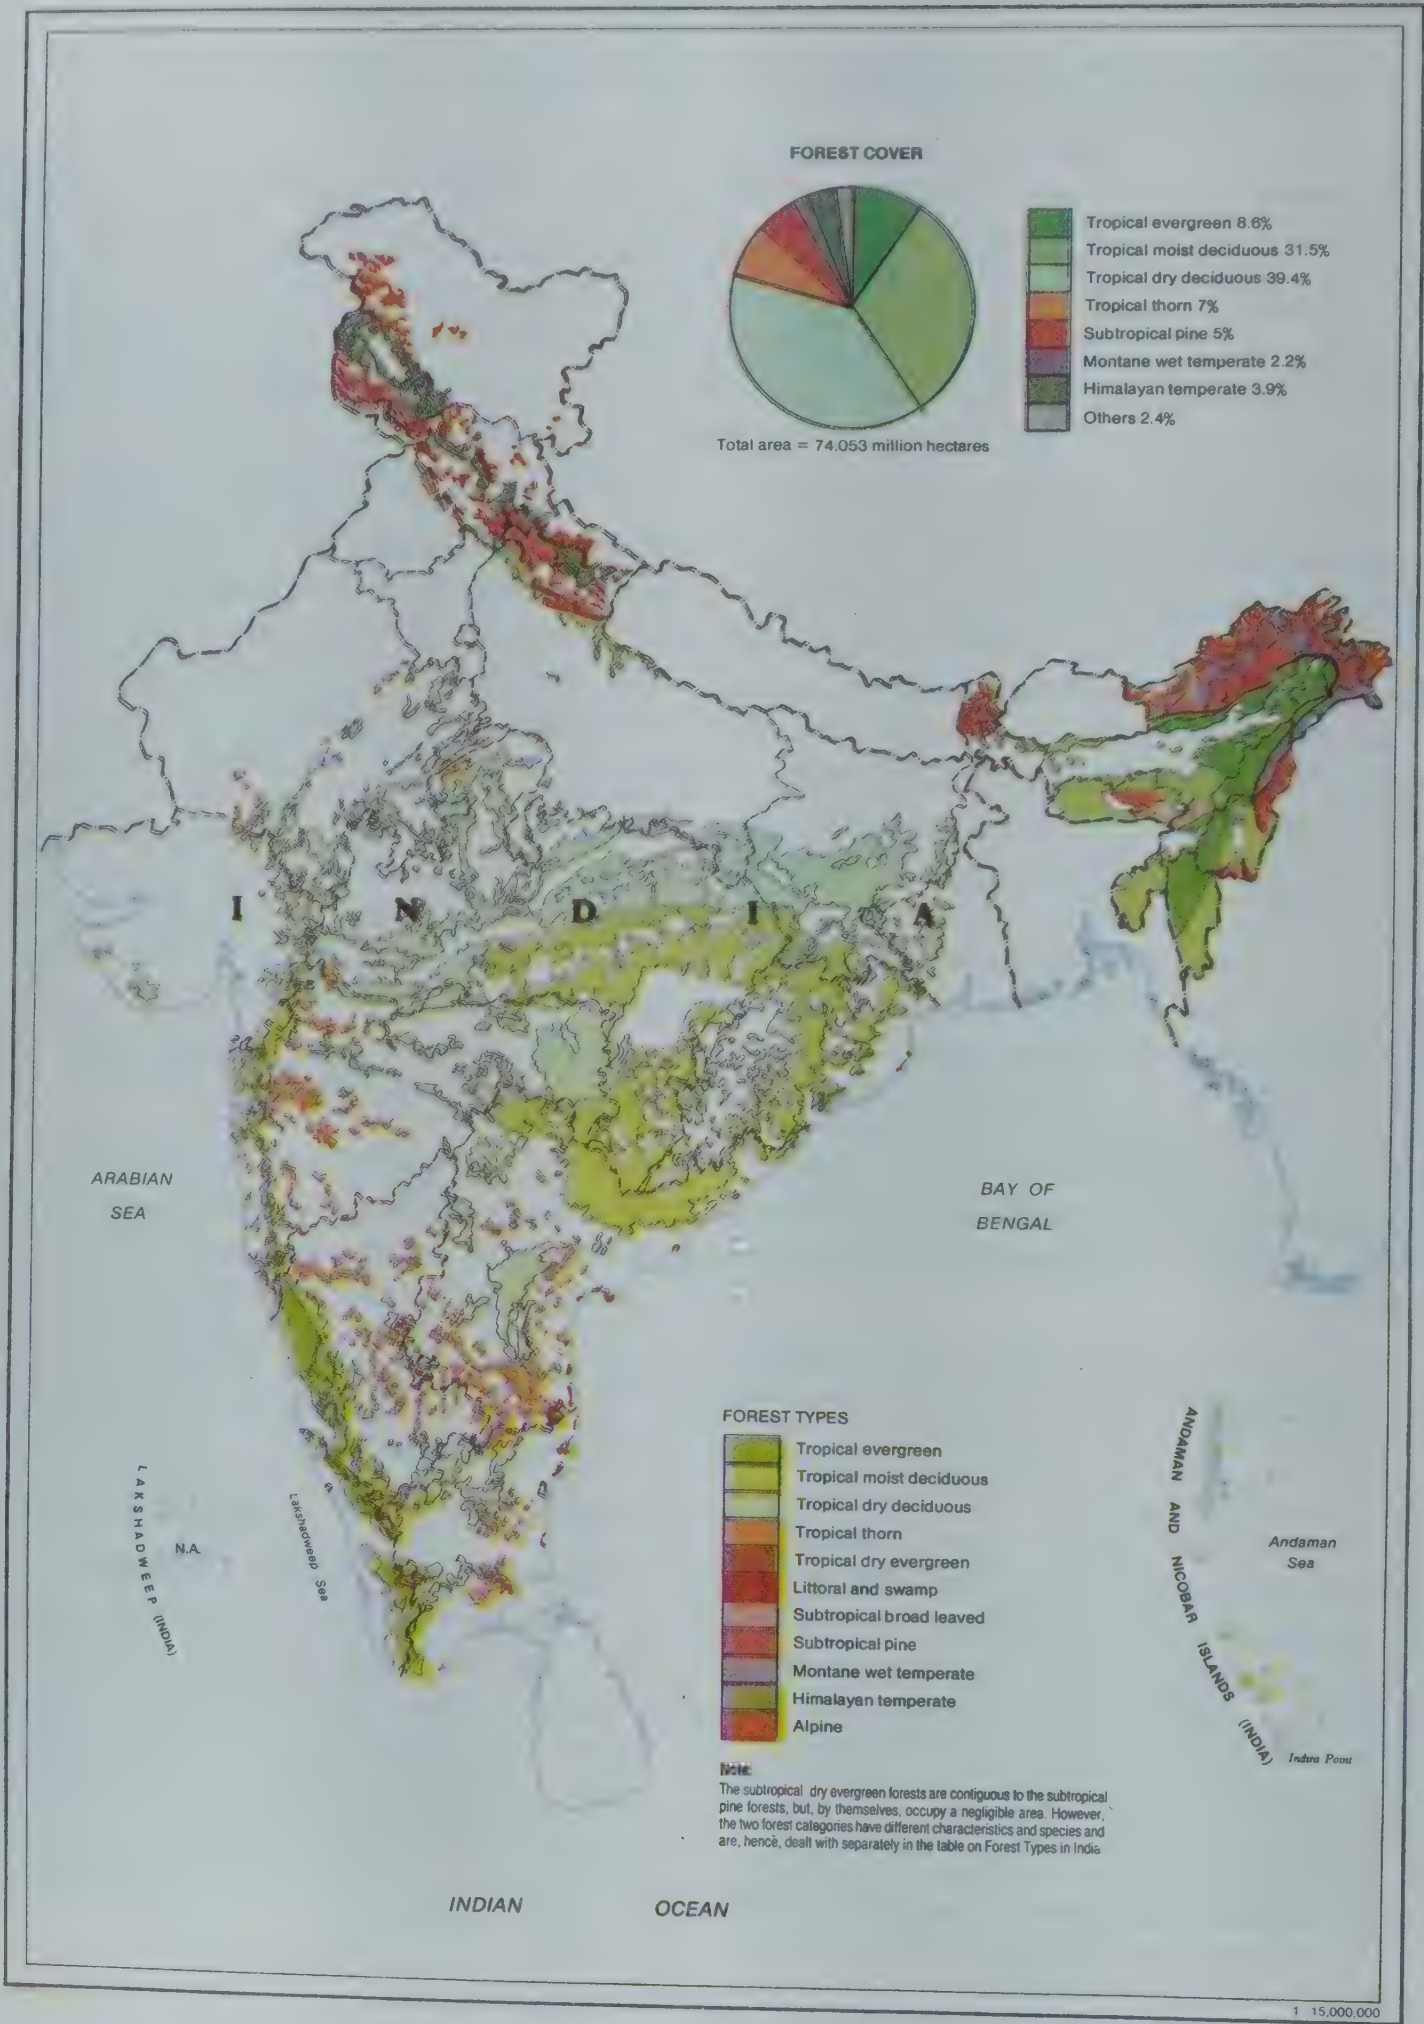 FOREST COVER
Tropical evergreen 8.6%
Tropical moist deciduous 31.5%
Tropical dry deciduous 39.4%
Tropical thorn 7%
Subtropical pine 5%
Montane wet temperate 2.2%
Himalayan temperate 3.9%
Others 2.4%
Total area = 74.053 million hectares
I N D I A
ARABIAN
SEA
BAY OF
BENGAL
LAKSHADWEEP (INDIA)
N.A.
Lakshadweep Sea
FOREST TYPES
Tropical evergreen
Tropical moist deciduous
Tropical dry deciduous
Tropical thorn
Tropical dry evergreen
Littoral and swamp
Subtropical broad leaved
Subtropical pine
Montane wet temperate
Himalayan temperate
Alpine
Note:
The subtropical dry evergreen forests are contiguous to the subtropical
pine forests, but, by themselves, occupy a negligible area. However,
the two forest categories have different characteristics and species and
are, hence, dealt with separately in the table on Forest Types in India
ANDAMAN AND NICOBAR ISLANDS (INDIA)
Andaman
Sea
Indira Point
INDIAN OCEAN
1 15,000,000